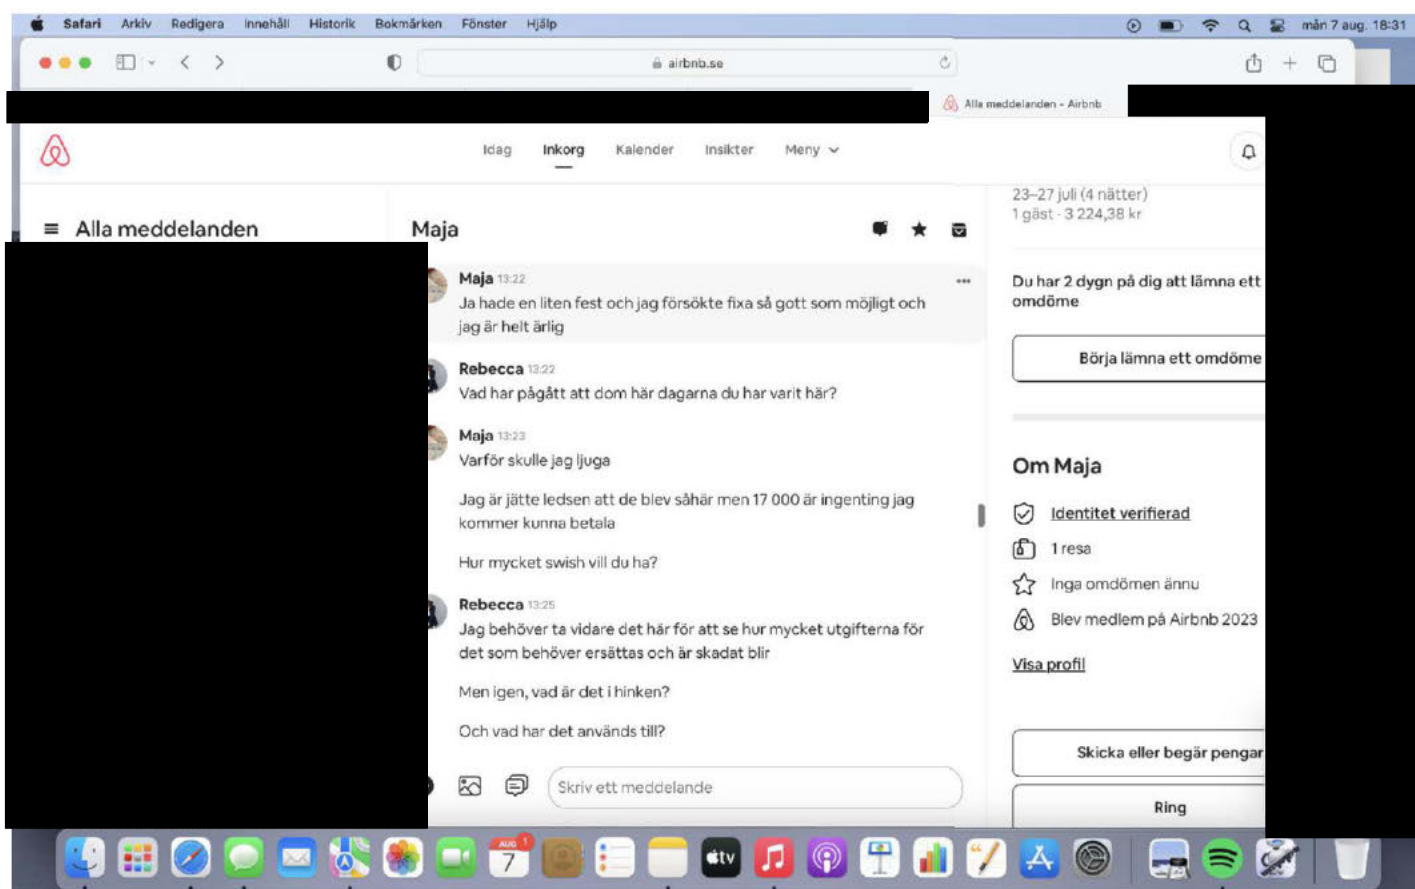 Safari Arkiv Redigera Innehåll Historik Bokmärken Fönster Hjälp mån 7 aug. 18:31
airbnb.se
Alla meddelanden - Airbnb
Idag Inkorg Kalender Insikter Meny
Alla meddelanden
Maja
Maja 13:22
Ja hade en liten fest och jag försökte fixa så gott som möjligt och
jag är helt ärlig
Rebecca 13:22
Vad har pågått att dom här dagarna du har varit här?
Maja 13:23
Varför skulle jag ljuga
Jag är jätte ledsen att de blev såhär men 17 000 är ingenting jag
kommer kunna betala
Hur mycket swish vill du ha?
Rebecca 13:25
Jag behöver ta vidare det här för att se hur mycket utgifterna för
det som behöver ersättas och är skadat blir
Men igen, vad är det i hinken?
Och vad har det används till?
Skriv ett meddelande
23–27 juli (4 nätter)
1 gäst · 3 224,38 kr
Du har 2 dygn på dig att lämna ett
omdöme
Börja lämna ett omdöme
Om Maja
Identitet verifierad
1 resa
Inga omdömen ännu
Blev medlem på Airbnb 2023
Visa profil
Skicka eller begär pengar
Ring
AUG 1
7
tv